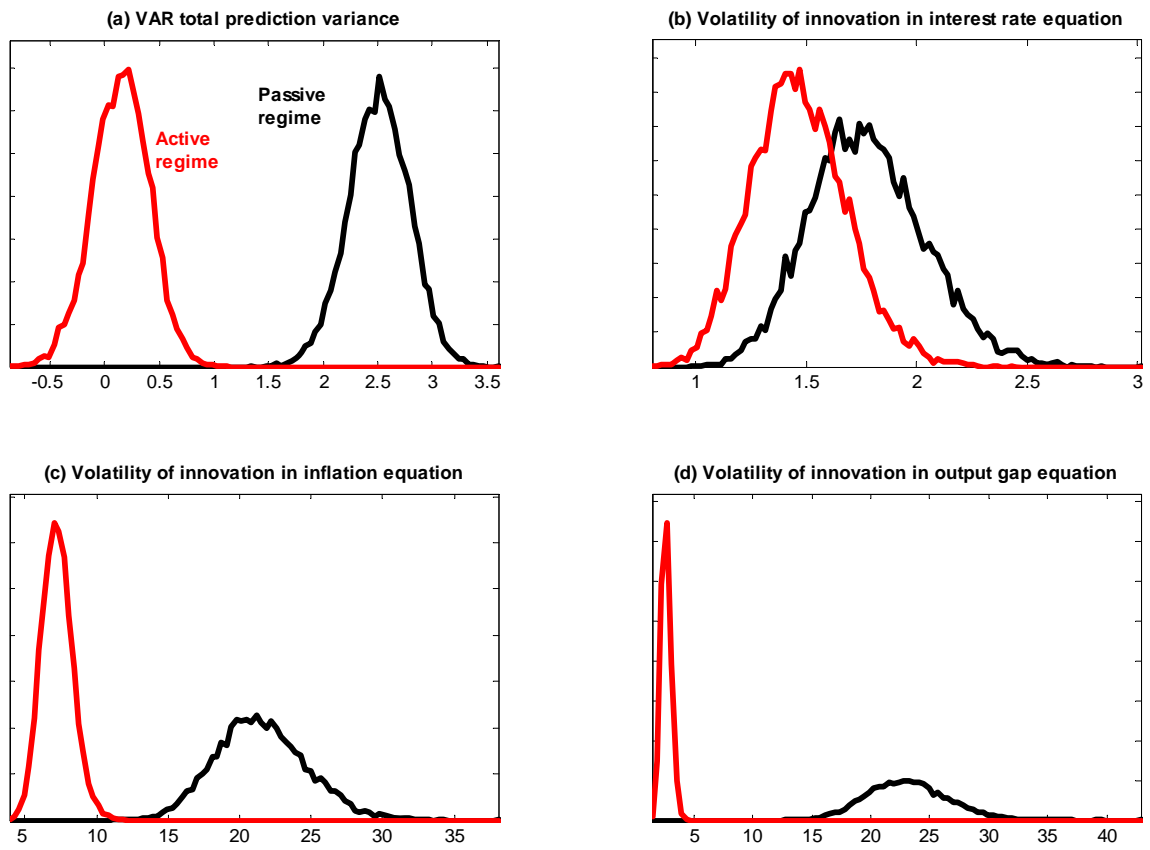 (a) VAR total prediction variance
Active
regime
Passive
regime
-0.5 0 0.5 1 1.5 2 2.5 3 3.5
(b) Volatility of innovation in interest rate equation
1 1.5 2 2.5 3
(c) Volatility of innovation in inflation equation
5 10 15 20 25 30 35
(d) Volatility of innovation in output gap equation
5 10 15 20 25 30 35 40